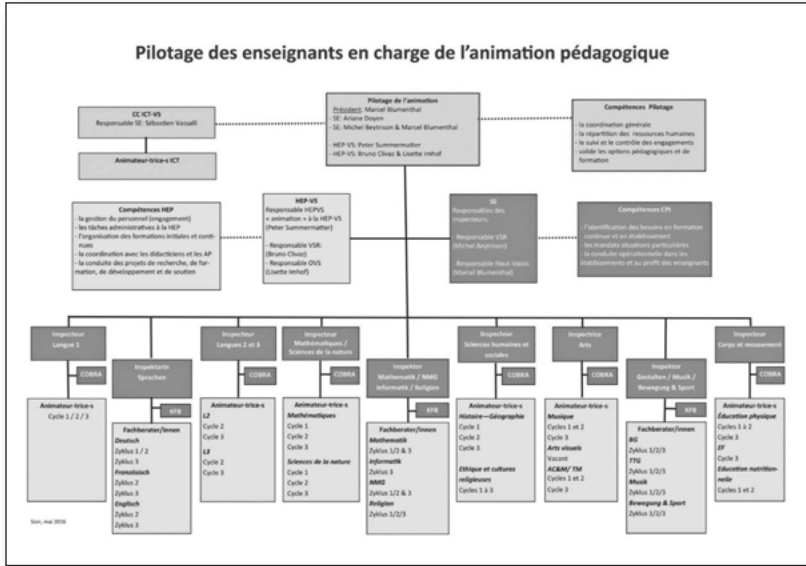 Pilotage des enseignants en charge de l'animation pédagogique
CC ICT-VS
Responsable SE: Sébastien Vassalli
Animateur-trice-s ICT
Pilotage de l'animation
Président: Marcel Blumenthal
- SE: Ariane Doyen
- SE: Michel Beytrison & Marcel Blumenthal
- HEP-VS: Peter Summermatter
- HEP-VS: Bruno Clivaz & Lisette Imhof
Compétences Pilotage
- la coordination générale
- la répartition des ressources humaines
- le suivi et le contrôle des engagements
- valide les options pédagogiques et de
formation
Compétences HEP
- la gestion du personnel (engagement)
- les tâches administratives à la HEP
- l'organisation des formations initiales et conti-
nues
- la coordination avec les didacticiens et les AP
- la conduite des projets de recherche, de for-
mation, de développement et de soutien
HEP-VS
Responsable HEPVS
« animation » à la HEP-VS
(Peter Summermatter)
- Responsable VSR:
(Bruno Clivaz)
- Responsable OVS
(Lisette Imhof)
SE
Responsables des
inspecteurs:
- Responsable VSR
(Michel Beytrison)
- Responsable Haut-Valais
(Marcel Blumenthal)
Compétences CPI
- l'identification des besoins en formation
continue et en établissement
- les mandats situations particulières
- la conduite opérationnelle dans les
établissements et au profit des enseignants
Inspecteur
Langue 1
COBRA
Animateur-trice-s
Cycle 1 / 2 / 3
Inspektorin
Sprachen
KFB
Fachberater/innen
Deutsch
Zyklus 1 / 2
Zyklus 3
Französisch
Zyklus 2
Zyklus 3
Englisch
Zyklus 2
Zyklus 3
Inspecteur
Langues 2 et 3
COBRA
Animateur-trice-s
L2
Cycle 2
Cycle 3
L3
Cycle 2
Cycle 3
Inspecteur
Mathématiques /
Sciences de la nature
COBRA
Animateur-trice-s
Mathématiques
Cycle 1
Cycle 2
Cycle 3
Sciences de la nature
Cycle 1
Cycle 2
Cycle 3
Inspektor
Mathematik / NMG
Informatik / Religion
KFB
Fachberater/innen
Mathematik
Zyklus 1/2 & 3
Informatik
Zyklus 3
NMG
Zyklus 1/2 & 3
Religion
Zyklus 1/2/3
Inspecteur
Sciences humaines et
sociales
COBRA
Animateur-trice-s
Histoire—Géographie
Cycle 1
Cycle 2
Cycle 3
Ethique et cultures
religieuses
Cycles 1 à 3
Inspectrice
Arts
COBRA
Animateur-trice-s
Musique
Cycles 1 et 2
Cycle 3
Arts visuels
Vacant
AC&M/ TM
Cycles 1 et 2
Cycle 3
Inspektor
Gestalten / Musik /
Bewegung & Sport
KFB
Fachberater/innen
BG
Zyklus 1/2/3
TTG
Zyklus 1/2/3
Musik
Zyklus 1/2/3
Bewegung & Sport
Zyklus 1/2/3
Inspecteur
Corps et mouvement
COBRA
Animateur-trice-s
Éducation physique
Cycles 1 à 2
Cycle 3
EF
Cycle 3
Education nutrition-
nelle
Cycles 1 et 2
Sion, mai 2016